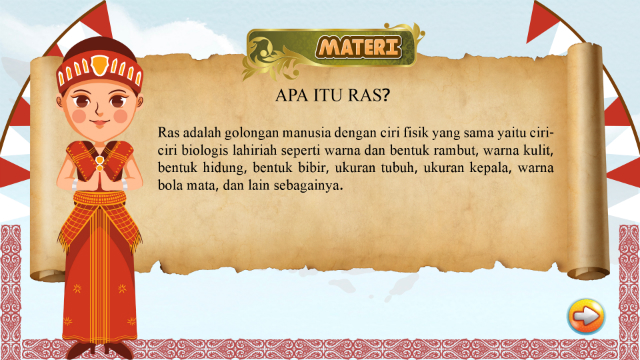 MATERI
APA ITU RAS?
Ras adalah golongan manusia dengan ciri fisik yang sama yaitu ciri-
ciri biologis lahiriah seperti warna dan bentuk rambut, warna kulit,
bentuk hidung, bentuk bibir, ukuran tubuh, ukuran kepala, warna
bola mata, dan lain sebagainya.